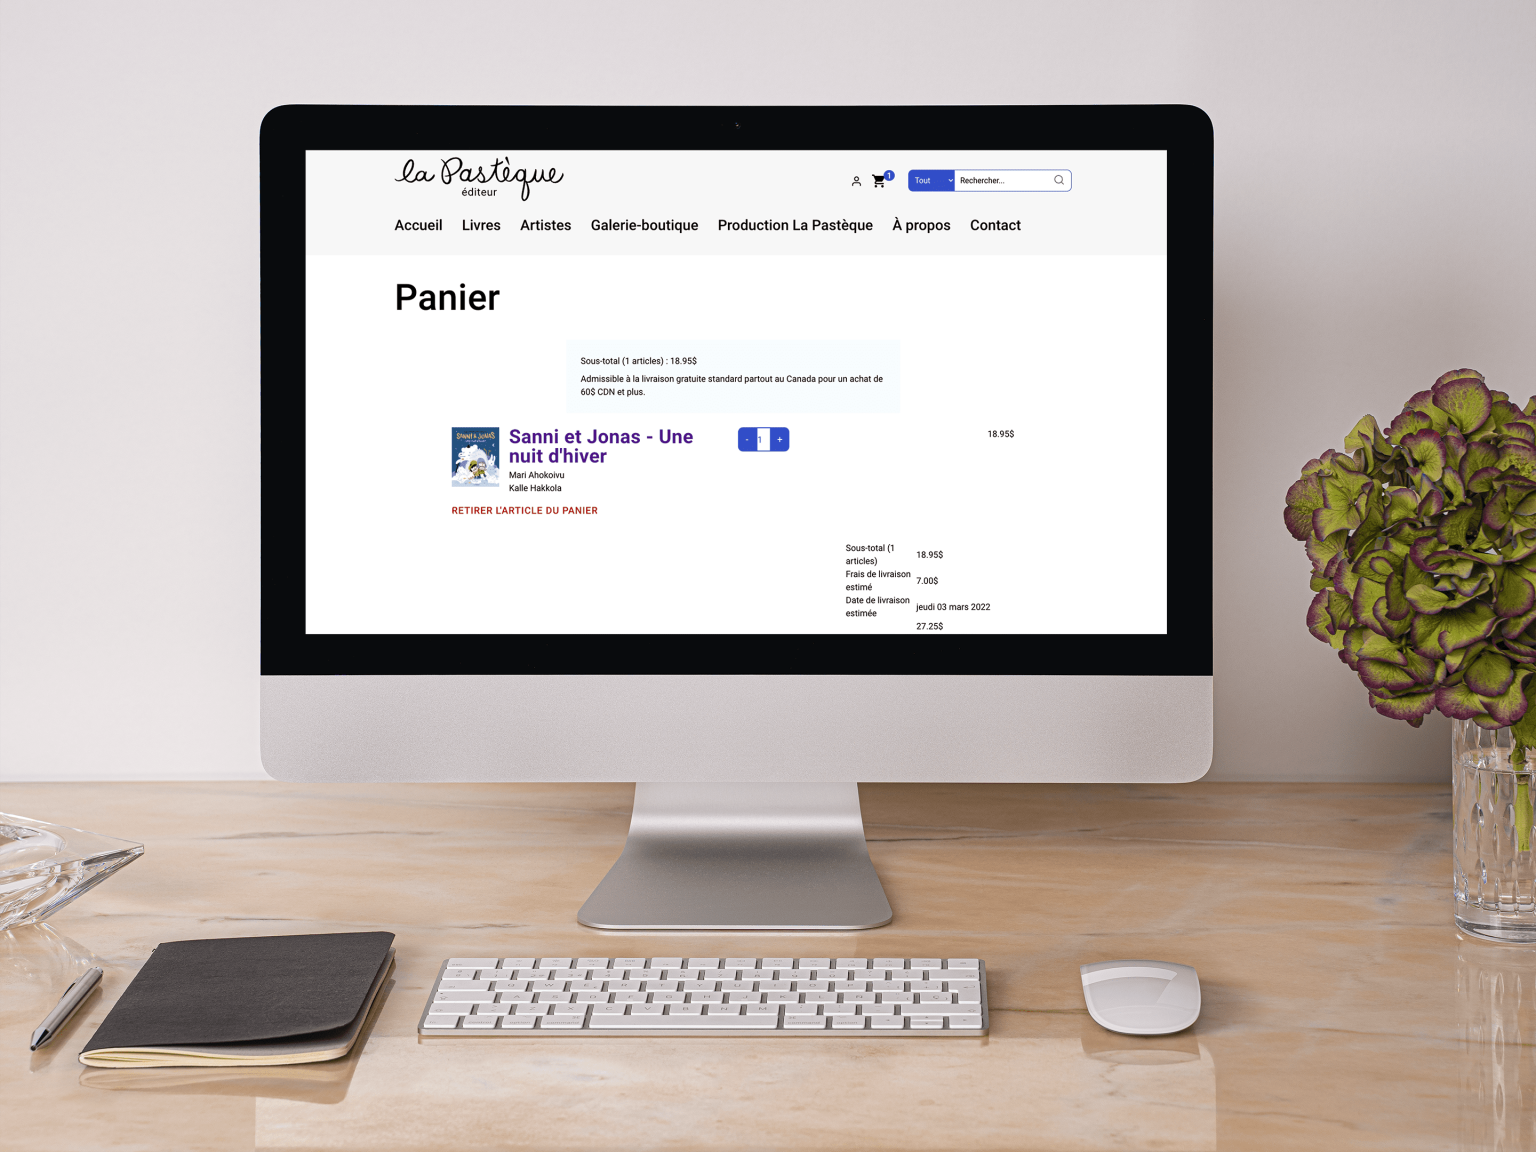 la Pastèque
éditeur
1
Tout
Rechercher...
Accueil Livres Artistes Galerie-boutique Production La Pastèque À propos Contact
Panier
Sous-total (1 articles) : 18.95$
Admissible à la livraison gratuite standard partout au Canada pour un achat de
60$ CDN et plus.
SANNI & JONAS
Sanni et Jonas - Une
nuit d'hiver
Mari Ahokoivu
Kalle Hakkola
- 1 +
18.95$
RETIRER L'ARTICLE DU PANIER
Sous-total (1
articles)
18.95$
Frais de livraison
estimé
7.00$
Date de livraison
estimée
jeudi 03 mars 2022
27.25$